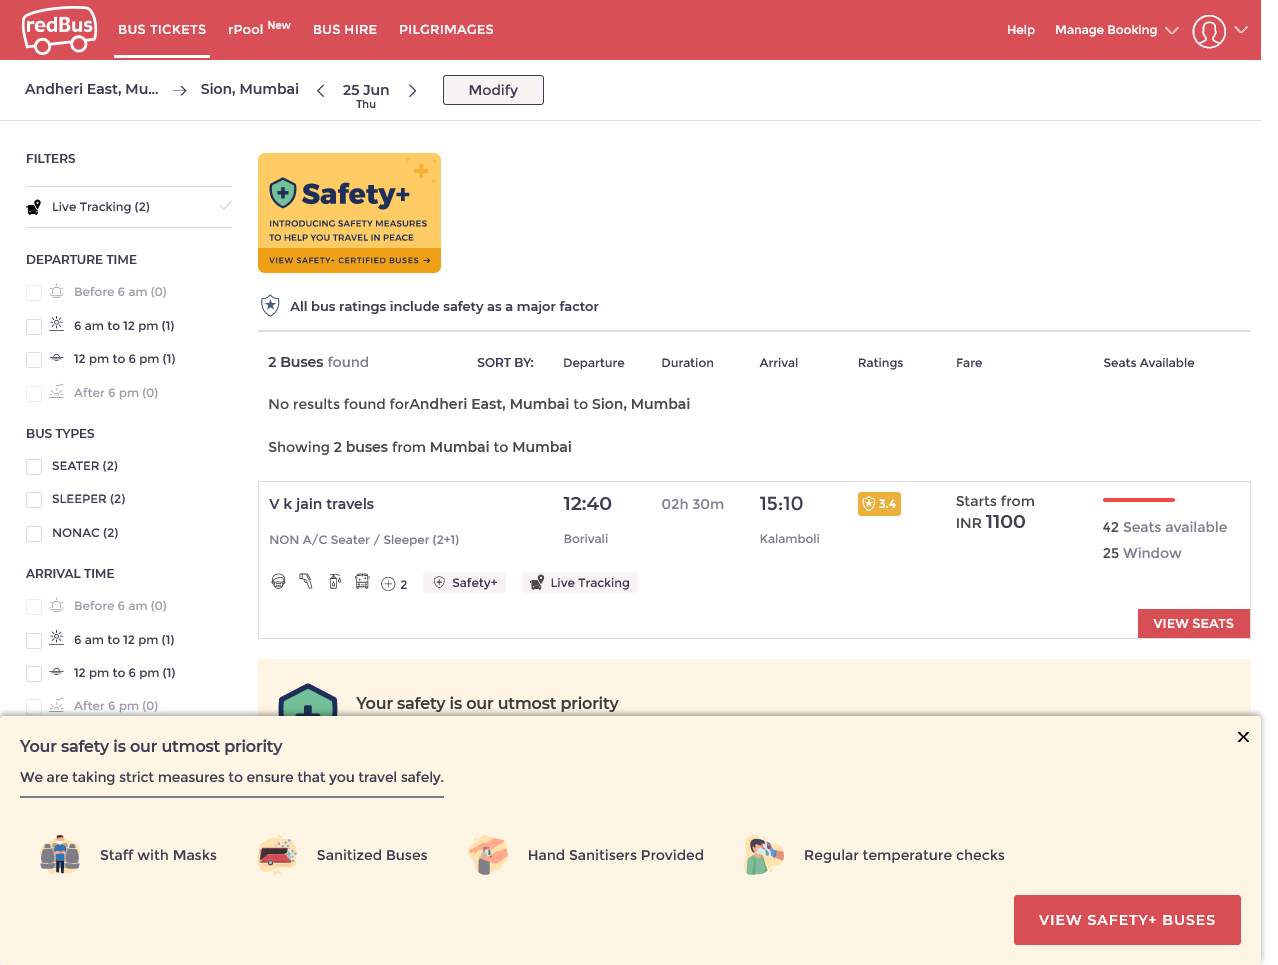 redBus
BUS TICKETS
rPool New
BUS HIRE
PILGRIMAGES
Help
Manage Booking
Andheri East, Mu...
Sion, Mumbai
25 Jun
Thu
Modify
FILTERS
Live Tracking (2)
DEPARTURE TIME
Before 6 am (0)
6 am to 12 pm (1)
12 pm to 6 pm (1)
After 6 pm (0)
BUS TYPES
SEATER (2)
SLEEPER (2)
NONAC (2)
ARRIVAL TIME
Before 6 am (0)
6 am to 12 pm (1)
12 pm to 6 pm (1)
After 6 pm (0)
Safety+
INTRODUCING SAFETY MEASURES
TO HELP YOU TRAVEL IN PEACE
VIEW SAFETY+ CERTIFIED BUSES →
All bus ratings include safety as a major factor
2 Buses found
SORT BY:
Departure
Duration
Arrival
Ratings
Fare
Seats Available
No results found forAndheri East, Mumbai to Sion, Mumbai
Showing 2 buses from Mumbai to Mumbai
V k jain travels
12:40
02h 30m
15:10
3.4
Starts from
INR 1100
42 Seats available
25 Window
NON A/C Seater / Sleeper (2+1)
Borivali
Kalamboli
2
Safety+
Live Tracking
VIEW SEATS
Your safety is our utmost priority
Your safety is our utmost priority
We are taking strict measures to ensure that you travel safely.
Staff with Masks
Sanitized Buses
Hand Sanitisers Provided
Regular temperature checks
VIEW SAFETY+ BUSES